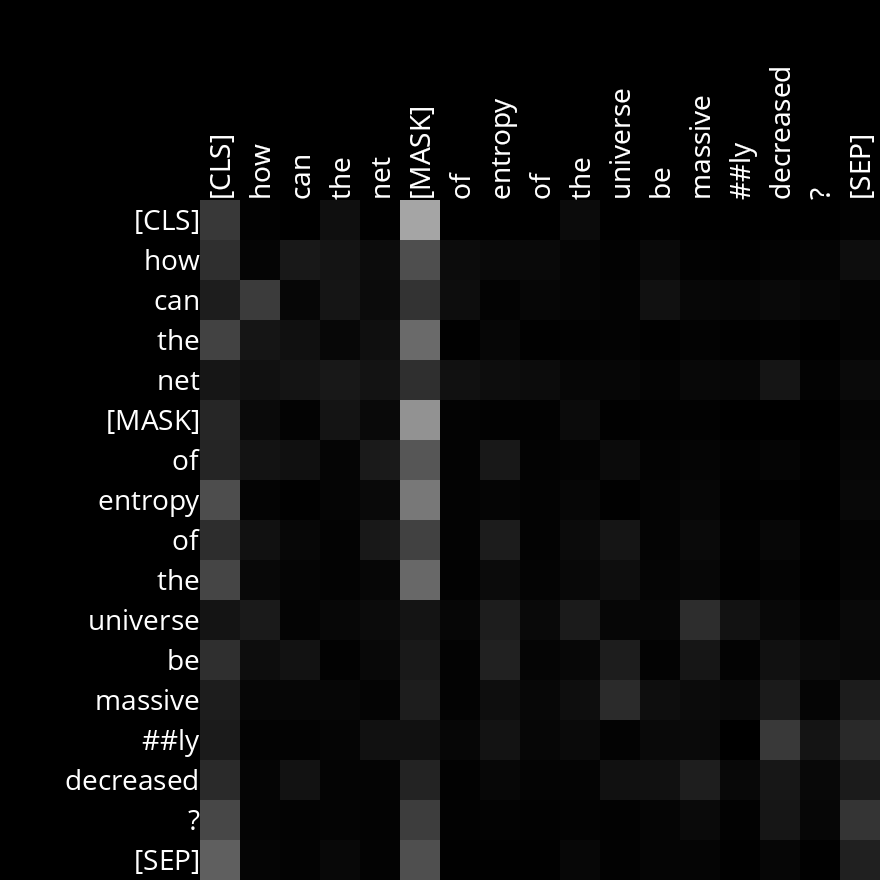 [CLS] how can the net [MASK] of entropy of the universe be massive ##ly decreased ? [SEP]
[CLS]
how
can
the
net
[MASK]
of
entropy
of
the
universe
be
massive
##ly
decreased
?
[SEP]